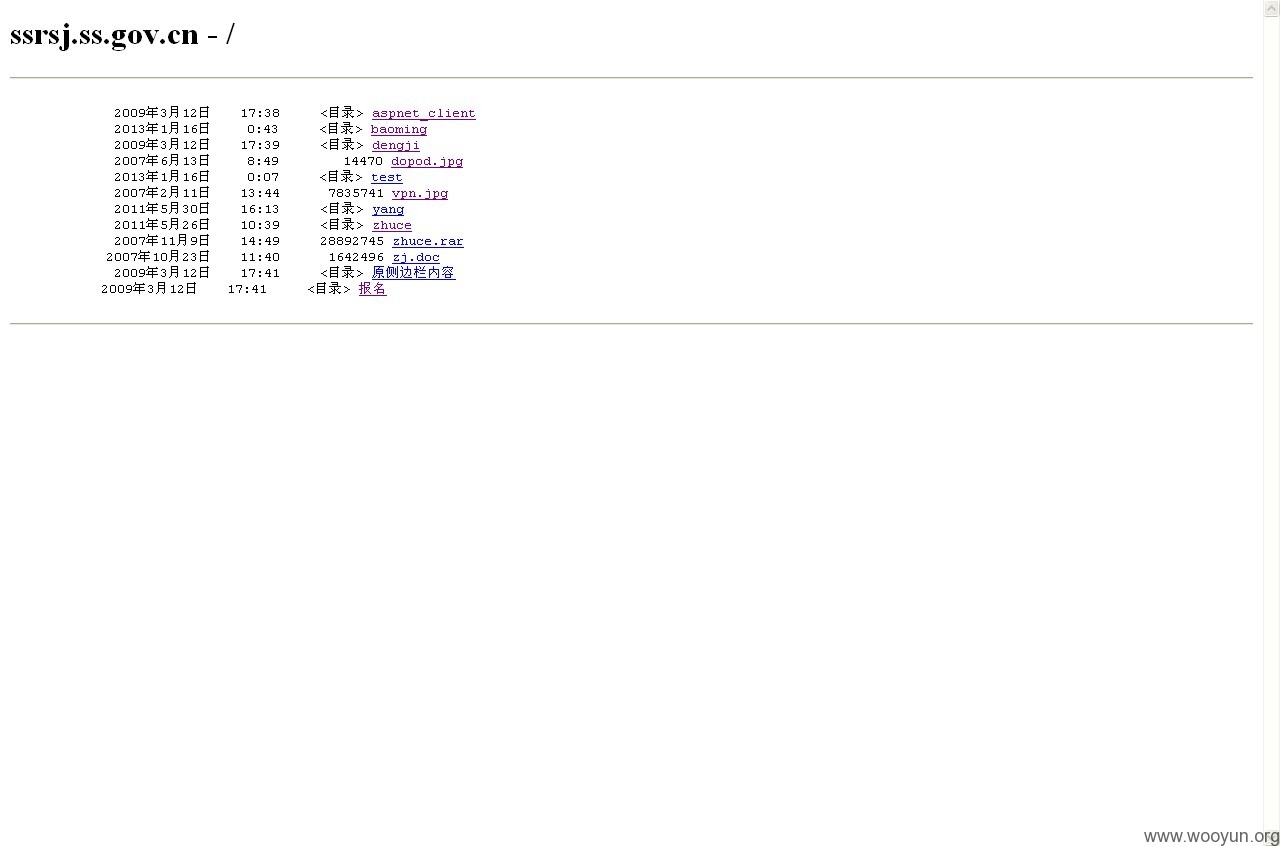 ssrsj.ss.gov.cn - /
2009年3月12日 17:38 <目录> aspnet_client
2013年1月16日 0:43 <目录> baoming
2009年3月12日 17:39 <目录> dengji
2007年6月13日 8:49 14470 dopod.jpg
2013年1月16日 0:07 <目录> test
2007年2月11日 13:44 7835741 vpn.jpg
2011年5月30日 16:13 <目录> yang
2011年5月26日 10:39 <目录> zhuce
2007年11月9日 14:49 28892745 zhuce.rar
2007年10月23日 11:40 1642496 zj.doc
2009年3月12日 17:41 <目录> 原侧边栏内容
2009年3月12日 17:41 <目录> 报名
www.wooyun.org